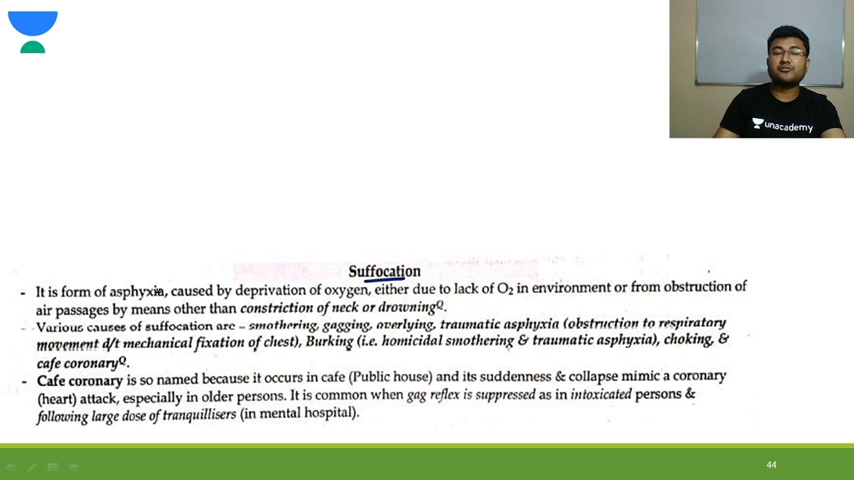 unacademy
Suffocation
- It is form of asphyxia, caused by deprivation of oxygen, either due to lack of O2 in environment or from obstruction of
air passages by means other than constriction of neck or drowningQ.
- Various causes of suffocation are – smothering, gagging, overlying, traumatic asphyxia (obstruction to respiratory
movement d/t mechanical fixation of chest), Burking (i.e. homicidal smothering & traumatic asphyxia), choking, &
cafe coronaryQ.
- Cafe coronary is so named because it occurs in cafe (Public house) and its suddenness & collapse mimic a coronary
(heart) attack, especially in older persons. It is common when gag reflex is suppressed as in intoxicated persons &
following large dose of tranquillisers (in mental hospital).
44